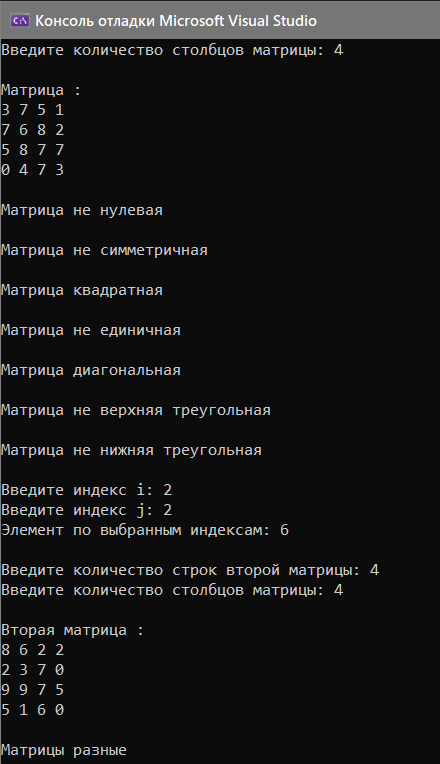 Консоль отладки Microsoft Visual Studio
Введите количество столбцов матрицы: 4
Матрица :
3 7 5 1
7 6 8 2
5 8 7 7
0 4 7 3
Матрица не нулевая
Матрица не симметричная
Матрица квадратная
Матрица не единичная
Матрица диагональная
Матрица не верхняя треугольная
Матрица не нижняя треугольная
Введите индекс i: 2
Введите индекс j: 2
Элемент по выбранным индексам: 6
Введите количество строк второй матрицы: 4
Введите количество столбцов матрицы: 4
Вторая матрица :
8 6 2 2
2 3 7 0
9 9 7 5
5 1 6 0
Матрицы разные